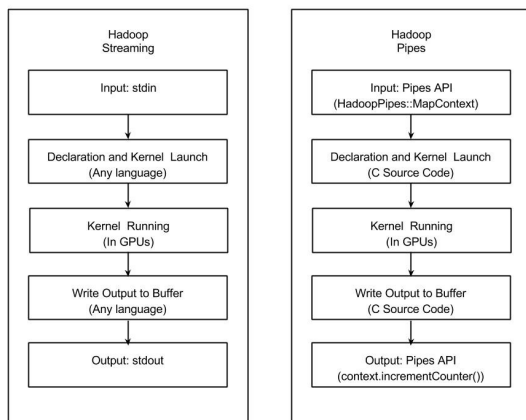 Hadoop
Streaming
Input: stdin
Declaration and Kernel Launch
(Any language)
Kernel Running
(In GPUs)
Write Output to Buffer
(Any language)
Output: stdout
Hadoop
Pipes
Input: Pipes API
(HadoopPipes::MapContext)
Declaration and Kernel Launch
(C Source Code)
Kernel Running
(In GPUs)
Write Output to Buffer
(C Source Code)
Output: Pipes API
(context.incrementCounter())